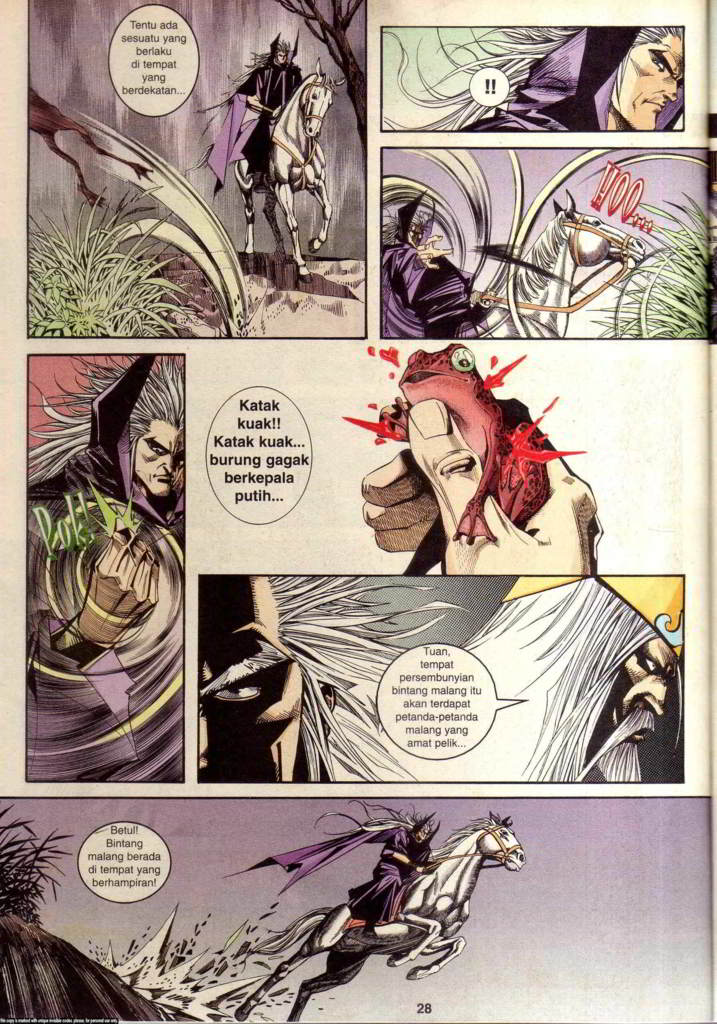 Tentu ada
sesuatu yang
berlaku
di tempat
yang
berdekatan...
!!
HOO
Katak
kuak!!
Katak kuak...
burung gagak
berkepala
putih...
Pok!
Tuan,
tempat
persembunyian
bintang malang itu
akan terdapat
petanda-petanda
malang yang
amat pelik...
Betul!
Bintang
malang berada
di tempat yang
berhampiran!
28